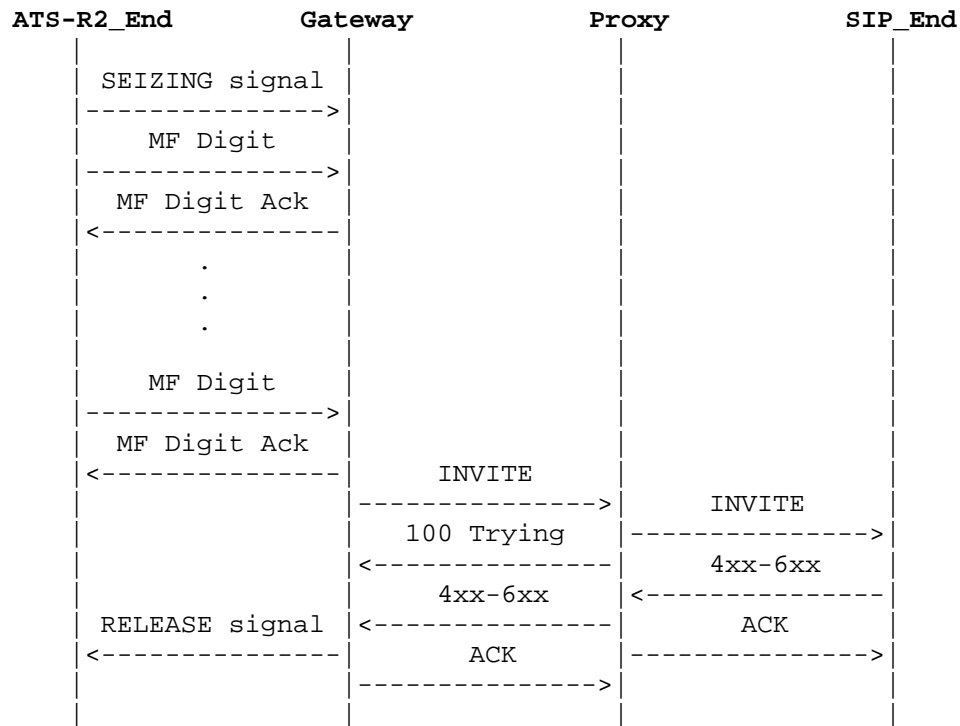 ATS-R2_End Gateway Proxy SIP_End
SEIZING signal
MF Digit
MF Digit Ack
.
.
.
MF Digit
MF Digit Ack
INVITE
INVITE
100 Trying
4xx-6xx
4xx-6xx
RELEASE signal ACK
ACK